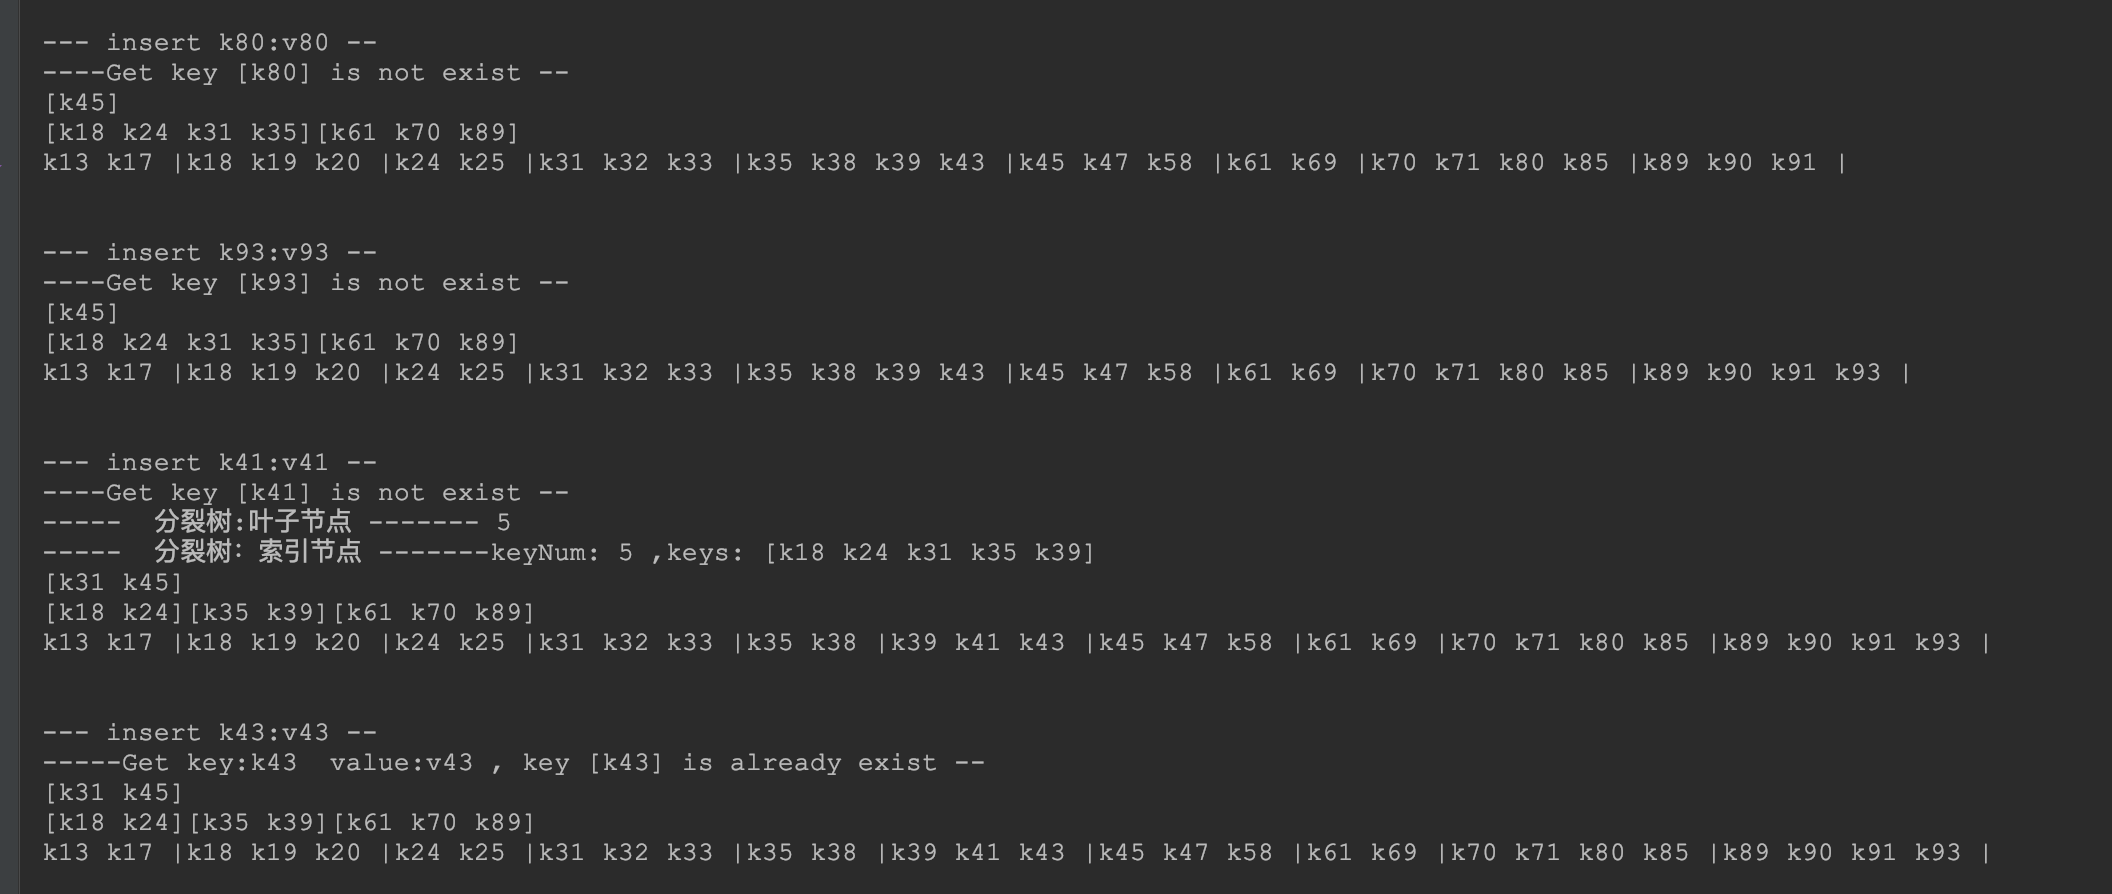 --- insert k80:v80 --
----Get key [k80] is not exist --
[k45]
[k18 k24 k31 k35][k61 k70 k89]
k13 k17 |k18 k19 k20 |k24 k25 |k31 k32 k33 |k35 k38 k39 k43 |k45 k47 k58 |k61 k69 |k70 k71 k80 k85 |k89 k90 k91 |
--- insert k93:v93 --
----Get key [k93] is not exist --
[k45]
[k18 k24 k31 k35][k61 k70 k89]
k13 k17 |k18 k19 k20 |k24 k25 |k31 k32 k33 |k35 k38 k39 k43 |k45 k47 k58 |k61 k69 |k70 k71 k80 k85 |k89 k90 k91 k93 |
--- insert k41:v41 --
----Get key [k41] is not exist --
-----  分裂树:叶子节点 ------- 5
-----  分裂树: 索引节点 -------keyNum: 5 ,keys: [k18 k24 k31 k35 k39]
[k31 k45]
[k18 k24][k35 k39][k61 k70 k89]
k13 k17 |k18 k19 k20 |k24 k25 |k31 k32 k33 |k35 k38 |k39 k41 k43 |k45 k47 k58 |k61 k69 |k70 k71 k80 k85 |k89 k90 k91 k93 |
--- insert k43:v43 --
-----Get key:k43  value:v43 , key [k43] is already exist --
[k31 k45]
[k18 k24][k35 k39][k61 k70 k89]
k13 k17 |k18 k19 k20 |k24 k25 |k31 k32 k33 |k35 k38 |k39 k41 k43 |k45 k47 k58 |k61 k69 |k70 k71 k80 k85 |k89 k90 k91 k93 |